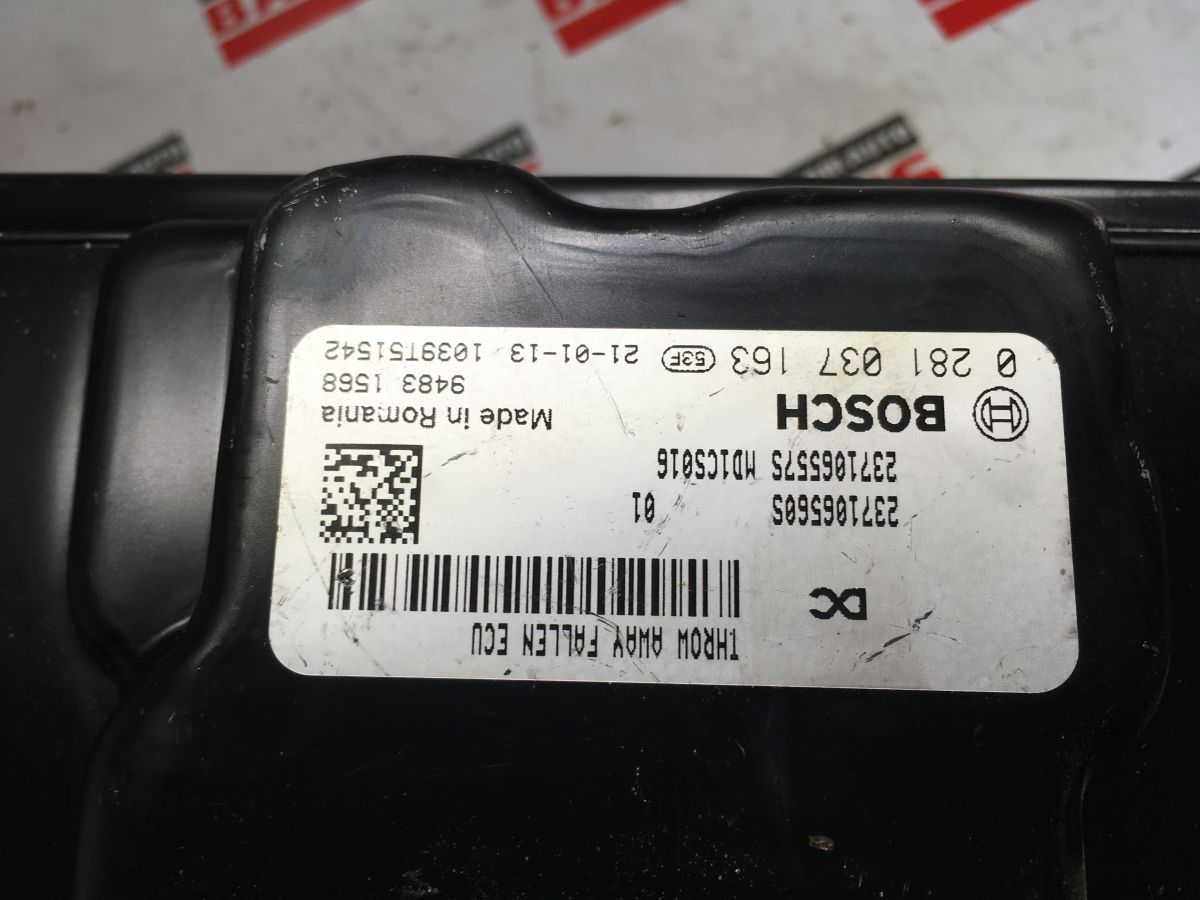 THROW AWAY FALLEN ECU
DC
237106560S 01
237106557S MD1CS016
BOSCH Made in Romania
9483 1568
0 281 037 163 53F 21-01-13 1039T51542
AUTO